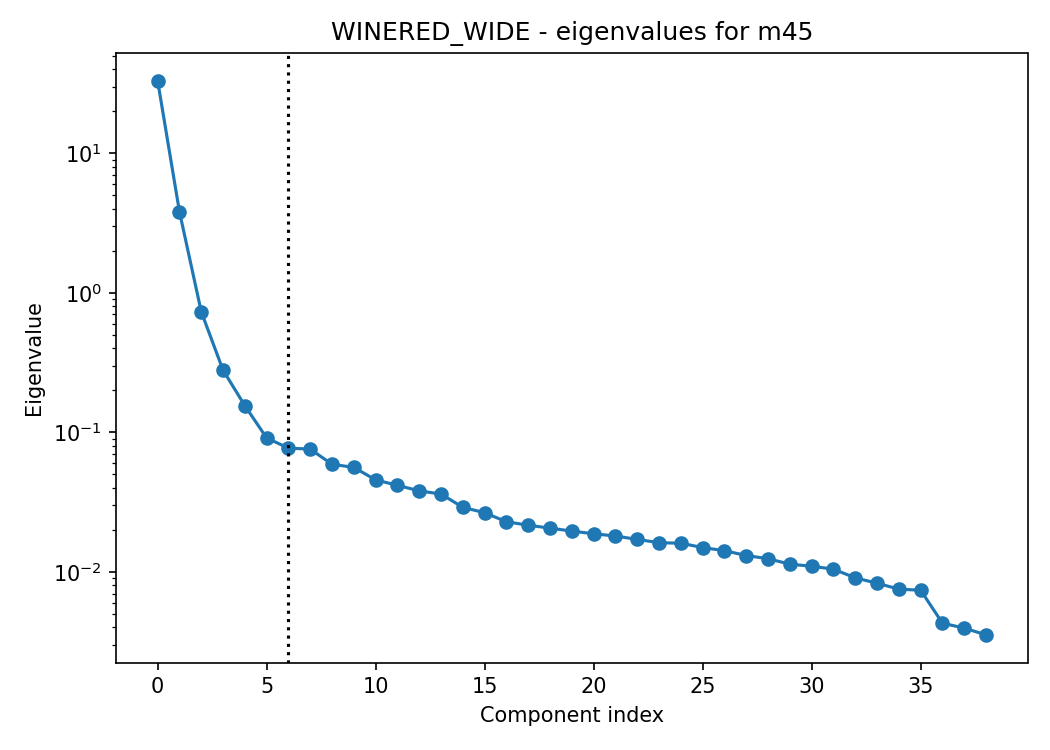 WINERED_WIDE - eigenvalues for m45
Eigenvalue
10¹
10⁰
10⁻¹
10⁻²
0 5 10 15 20 25 30 35
Component index